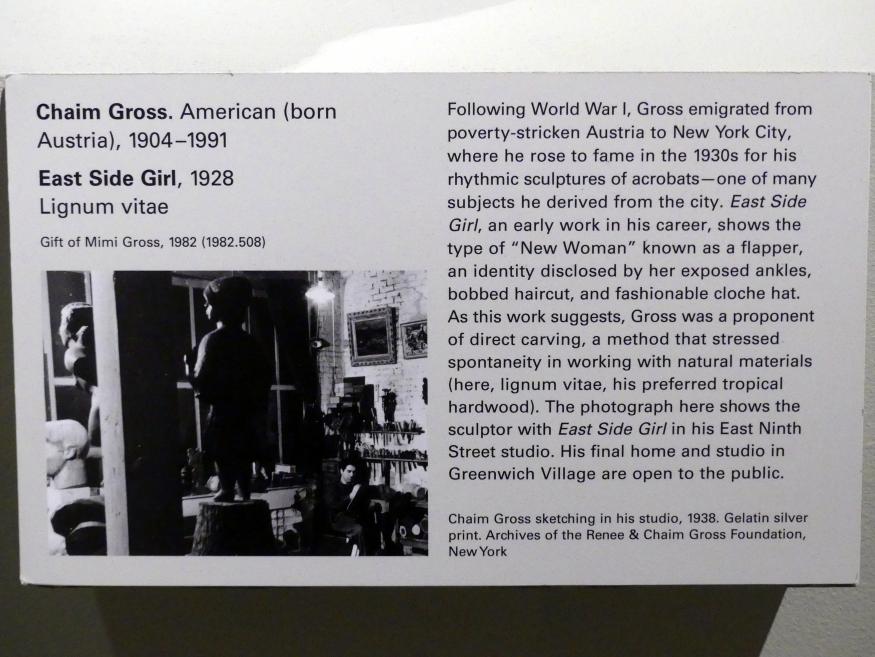 Chaim Gross. American (born
Austria), 1904–1991
East Side Girl, 1928
Lignum vitae
Gift of Mimi Gross, 1982 (1982.508)
Following World War I, Gross emigrated from
poverty-stricken Austria to New York City,
where he rose to fame in the 1930s for his
rhythmic sculptures of acrobats—one of many
subjects he derived from the city. East Side
Girl, an early work in his career, shows the
type of “New Woman” known as a flapper,
an identity disclosed by her exposed ankles,
bobbed haircut, and fashionable cloche hat.
As this work suggests, Gross was a proponent
of direct carving, a method that stressed
spontaneity in working with natural materials
(here, lignum vitae, his preferred tropical
hardwood). The photograph here shows the
sculptor with East Side Girl in his East Ninth
Street studio. His final home and studio in
Greenwich Village are open to the public.
Chaim Gross sketching in his studio, 1938. Gelatin silver
print. Archives of the Renee & Chaim Gross Foundation,
New York